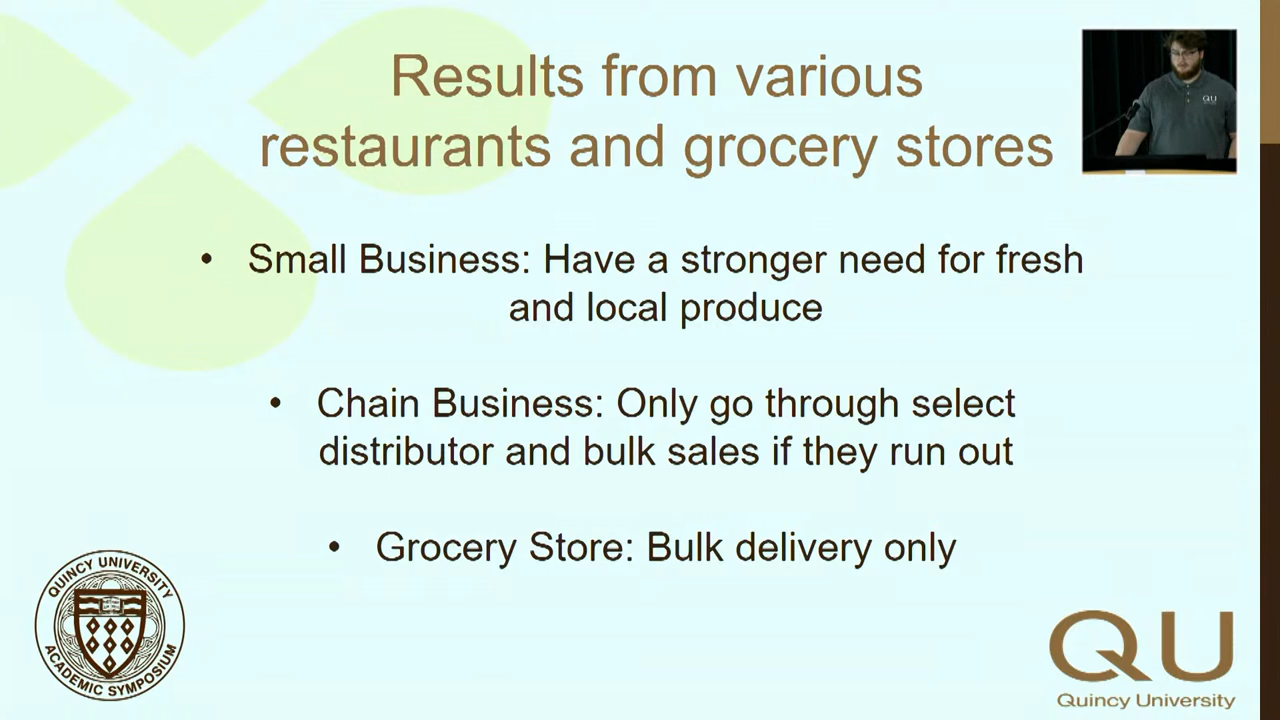 Results from various
restaurants and grocery stores
QU
• Small Business: Have a stronger need for fresh
and local produce
• Chain Business: Only go through select
distributor and bulk sales if they run out
• Grocery Store: Bulk delivery only
QUINCY UNIVERSITY
ACADEMIC SYMPOSIUM
QU
Quincy University